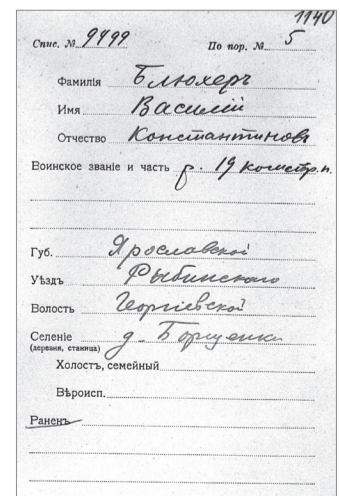 1140
Спис. № 9499 По пор. № 5
Фамилія Блюхеръ
Имя Василій
Отчество Константиновъ
Воинское званіе и часть р. 19 Костр. п.
Губ. Ярославской
Уѣздъ Рыбинскаго
Волость Георгіевской
Селеніе д. Борщенки
(деревня, станица)
Холостъ, семейный
Вѣроисп.
Раненъ